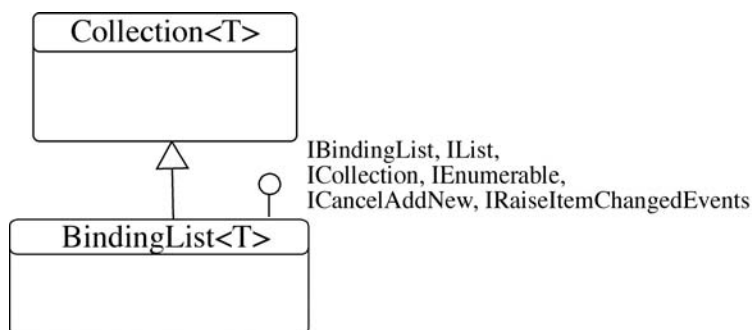 Collection<T>
IBindingList, IList,
ICollection, IEnumerable,
ICancelAddNew, IRaiseItemChangedEvents
BindingList<T>